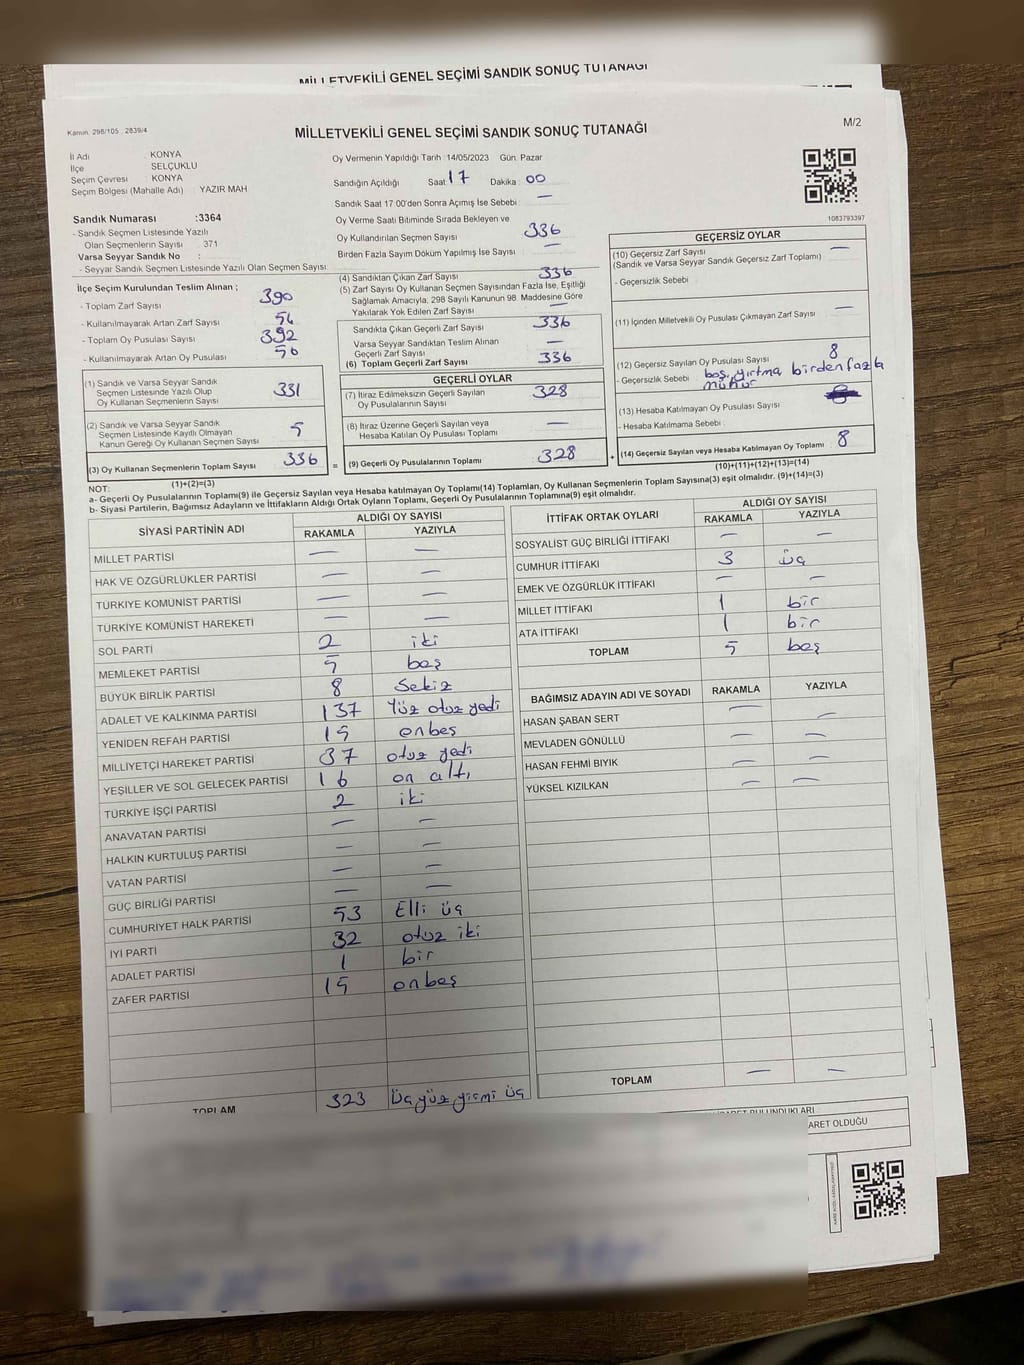 MİLLETVEKİLİ GENEL SEÇİMİ SANDIK SONUÇ TUTANAĞI
Kanun. 298/105 , 2839/4
MİLLETVEKİLİ GENEL SEÇİMİ SANDIK SONUÇ TUTANAĞI
M/2
İl Adı KONYA
İlçe SELÇUKLU
Seçim Çevresi : KONYA
Seçim Bölgesi (Mahalle Adı) YAZIR MAH
Oy Vermenin Yapıldığı Tarih :14/05/2023 Gün. Pazar
Sandığın Açıldığı Saat: 17 Dakika : 00
Sandık Saat 17:00'den Sonra Açımış İse Sebebi : —
Oy Verme Saati Bitiminde Sırada Bekleyen ve
Oy Kullandırılan Seçmen Sayısı 336
Birden Fazla Sayım Döküm Yapılmış İse Sayısı : —
1083793397
Sandık Numarası :3364
- Sandık Seçmen Listesinde Yazılı
Olan Seçmenlerin Sayısı : 371
Varsa Seyyar Sandık No :
- Seyyar Sandık Seçmen Listesinde Yazılı Olan Seçmen Sayısı
İlçe Seçim Kurulundan Teslim Alınan ;
- Toplam Zarf Sayısı 390
- Kullanılmayarak Artan Zarf Sayısı 54
- Toplam Oy Pusulası Sayısı 392
- Kullanılmayarak Artan Oy Pusulası 56
(1) Sandık ve Varsa Seyyar Sandık
Seçmen Listesinde Yazılı Olup
Oy Kullanan Seçmenlerin Sayısı 331
(2) Sandık ve Varsa Seyyar Sandık
Seçmen Listesinde Kayıtlı Olmayan
Kanun Gereği Oy Kullanan Seçmen Sayısı 5
(3) Oy Kullanan Seçmenlerin Toplam Sayısı 336
(1)+(2)=(3)
(4) Sandıktan Çıkan Zarf Sayısı 336
(5) Zarf Sayısı Oy Kullanan Seçmen Sayısından Fazla İse, Eşitliği
Sağlamak Amacıyla, 298 Sayılı Kanunun 98. Maddesine Göre
Yakılarak Yok Edilen Zarf Sayısı —
Sandıkta Çıkan Geçerli Zarf Sayısı 336
Varsa Seyyar Sandıktan Teslim Alınan
Geçerli Zarf Sayısı —
(6) Toplam Geçerli Zarf Sayısı 336
GEÇERLİ OYLAR
(7) İtiraz Edilmeksizin Geçerli Sayılan
Oy Pusulalarının Sayısı 328
(8) İtiraz Üzerine Geçerli Sayılan veya
Hesaba Katılan Oy Pusulası Toplamı —
= (9) Geçerli Oy Pusulalarının Toplamı 328 +
GEÇERSİZ OYLAR
(10) Geçersiz Zarf Sayısı
(Sandık ve Varsa Seyyar Sandık Geçersiz Zarf Toplamı) —
- Geçersizlik Sebebi :
(11) İçinden Milletvekili Oy Pusulası Çıkmayan Zarf Sayısı : —
(12) Geçersiz Sayılan Oy Pusulası Sayısı 8
- Geçersizlik Sebebi : boş, yırtma, birden fazla
mühür
(13) Hesaba Katılmayan Oy Pusulası Sayısı
- Hesaba Katılmama Sebebi :
(14) Geçersiz Sayılan veya Hesaba Katılmayan Oy Toplamı : 8
(10)+(11)+(12)+(13)=(14)
NOT:
a- Geçerli Oy Pusulalarının Toplamı(9) ile Geçersiz Sayılan veya Hesaba katılmayan Oy Toplamı(14) Toplamları, Oy Kullanan Seçmenlerin Toplam Sayısına(3) eşit olmalıdır. (9)+(14)=(3)
b- Siyasi Partilerin, Bağımsız Adayların ve İttifakların Aldığı Ortak Oyların Toplamı, Geçerli Oy Pusulalarının Toplamına(9) eşit olmalıdır.
SİYASİ PARTİNİN ADI ALDIĞI OY SAYISI
RAKAMLA YAZIYLA
MİLLET PARTİSİ — —
HAK VE ÖZGÜRLÜKLER PARTİSİ — —
TÜRKİYE KOMÜNİST PARTİSİ — —
TÜRKİYE KOMÜNİST HAREKETİ — —
SOL PARTİ 2 iki
MEMLEKET PARTİSİ 5 beş
BÜYÜK BİRLİK PARTİSİ 8 Sekiz
ADALET VE KALKINMA PARTİSİ 137 Yüz otuz yedi
YENİDEN REFAH PARTİSİ 15 onbeş
MİLLİYETÇİ HAREKET PARTİSİ 37 otuz yedi
YEŞİLLER VE SOL GELECEK PARTİSİ 16 on altı
TÜRKİYE İŞÇİ PARTİSİ 2 iki
ANAVATAN PARTİSİ — —
HALKIN KURTULUŞ PARTİSİ — —
VATAN PARTİSİ — —
GÜÇ BİRLİĞİ PARTİSİ — —
CUMHURİYET HALK PARTİSİ 53 Elli üç
İYİ PARTİ 32 otuz iki
ADALET PARTİSİ 1 bir
ZAFER PARTİSİ 15 onbeş
TOPLAM 323 Üçyüz yirmi üç
İTTİFAK ORTAK OYLARI ALDIĞI OY SAYISI
RAKAMLA YAZIYLA
SOSYALİST GÜÇ BİRLİĞİ İTTİFAKI — —
CUMHUR İTTİFAKI 3 üç
EMEK VE ÖZGÜRLÜK İTTİFAKI — —
MİLLET İTTİFAKI 1 bir
ATA İTTİFAKI 1 bir
TOPLAM 5 beş
BAĞIMSIZ ADAYIN ADI VE SOYADI RAKAMLA YAZIYLA
HASAN ŞABAN SERT — —
MEVLADEN GÖNÜLLÜ — —
HASAN FEHMİ BIYIK — —
YÜKSEL KIZILKAN — —
TOPLAM — —
BULUNDUKLARI
ARET OLDUĞU